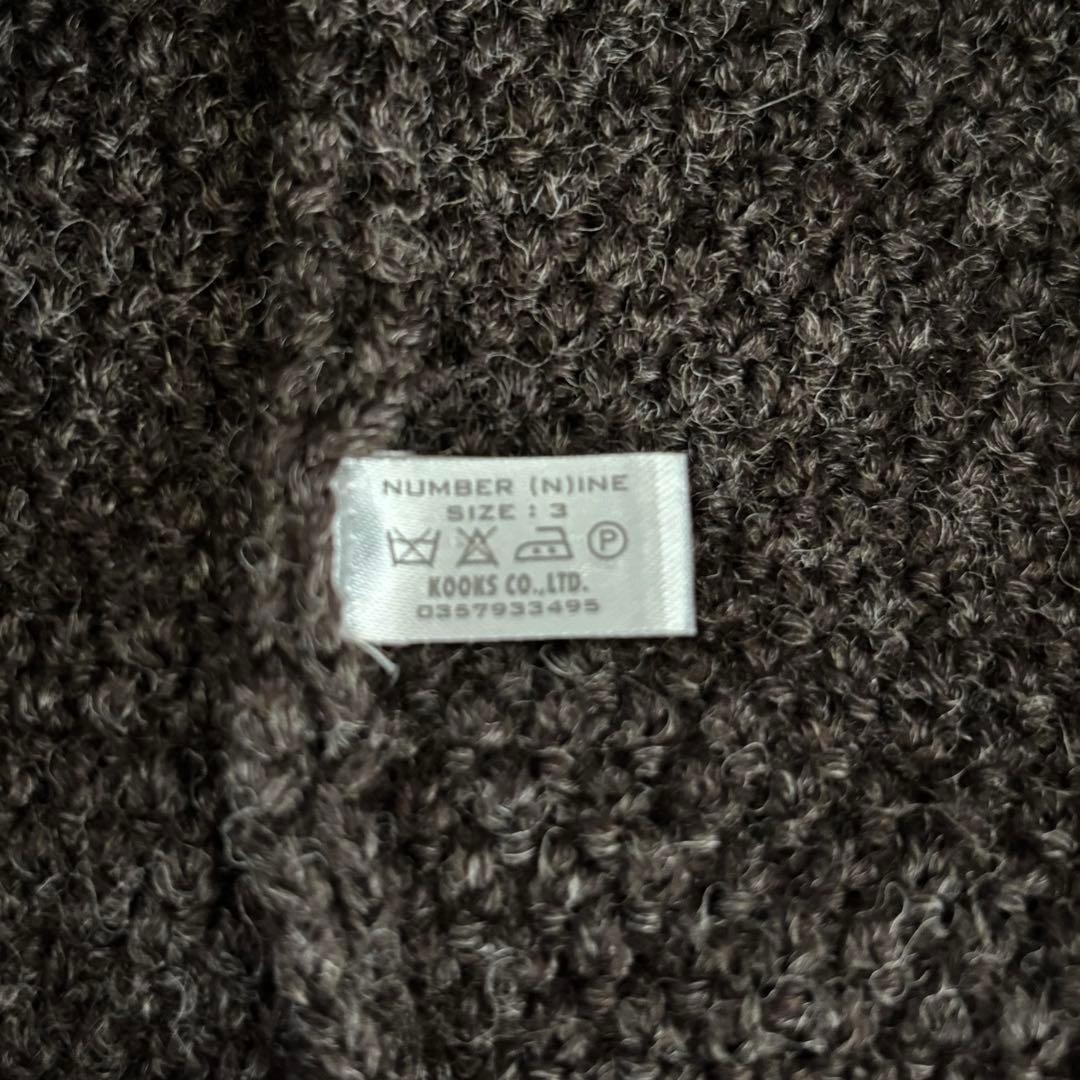 NUMBER (N)INE
SIZE : 3
P
KOOKS CO.,LTD.
0357933495